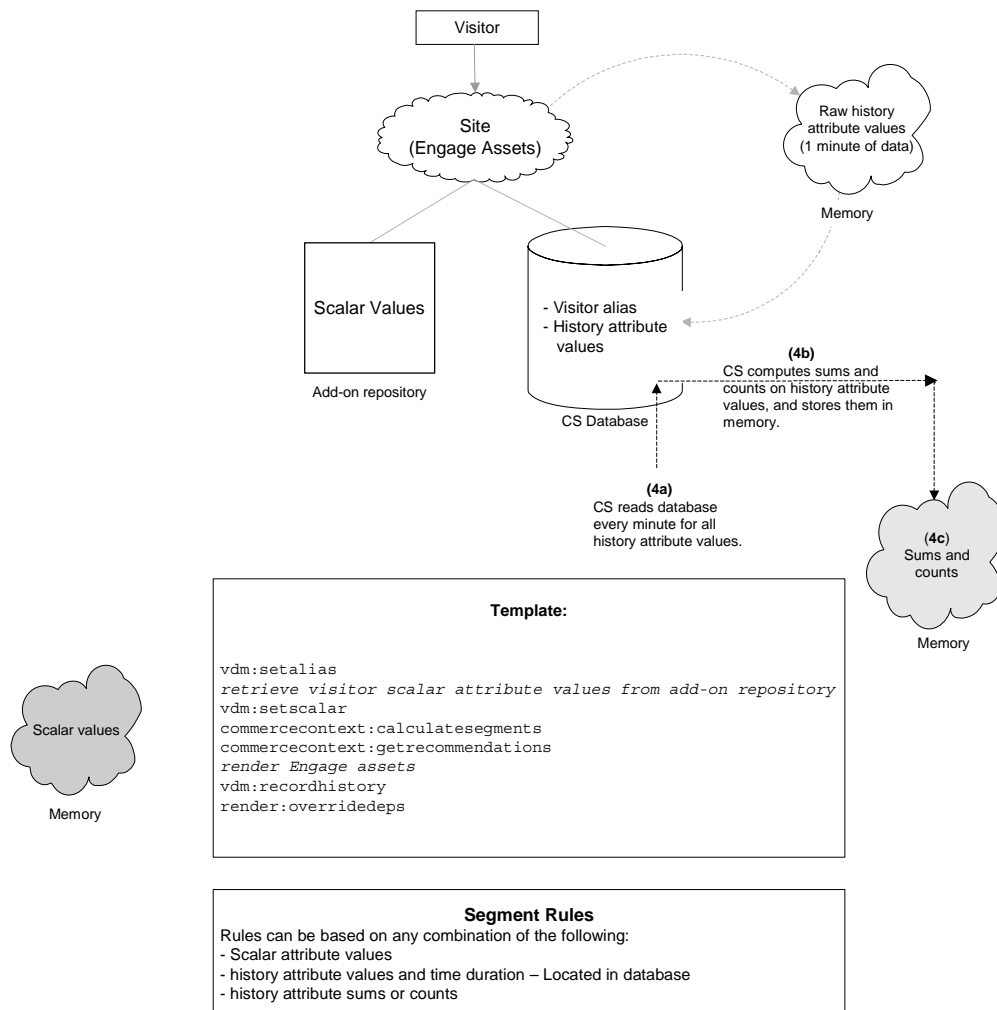 Visitor
Site
(Engage Assets)
Raw history
attribute values
(1 minute of data)
Memory
Scalar Values
Add-on repository
- Visitor alias
- History attribute
values
CS Database
(4b)
CS computes sums and
counts on history attribute
values, and stores them in
memory.
(4a)
CS reads database
every minute for all
history attribute values.
(4c)
Sums and
counts
Memory
Template:
vdm:setalias
retrieve visitor scalar attribute values from add-on repository
vdm:setscalar
commercecontext:calculatesegments
commercecontext:getrecommendations
render Engage assets
vdm:recordhistory
render:overridedeps
Scalar values
Memory
Segment Rules
Rules can be based on any combination of the following:
- Scalar attribute values
- history attribute values and time duration – Located in database
- history attribute sums or counts